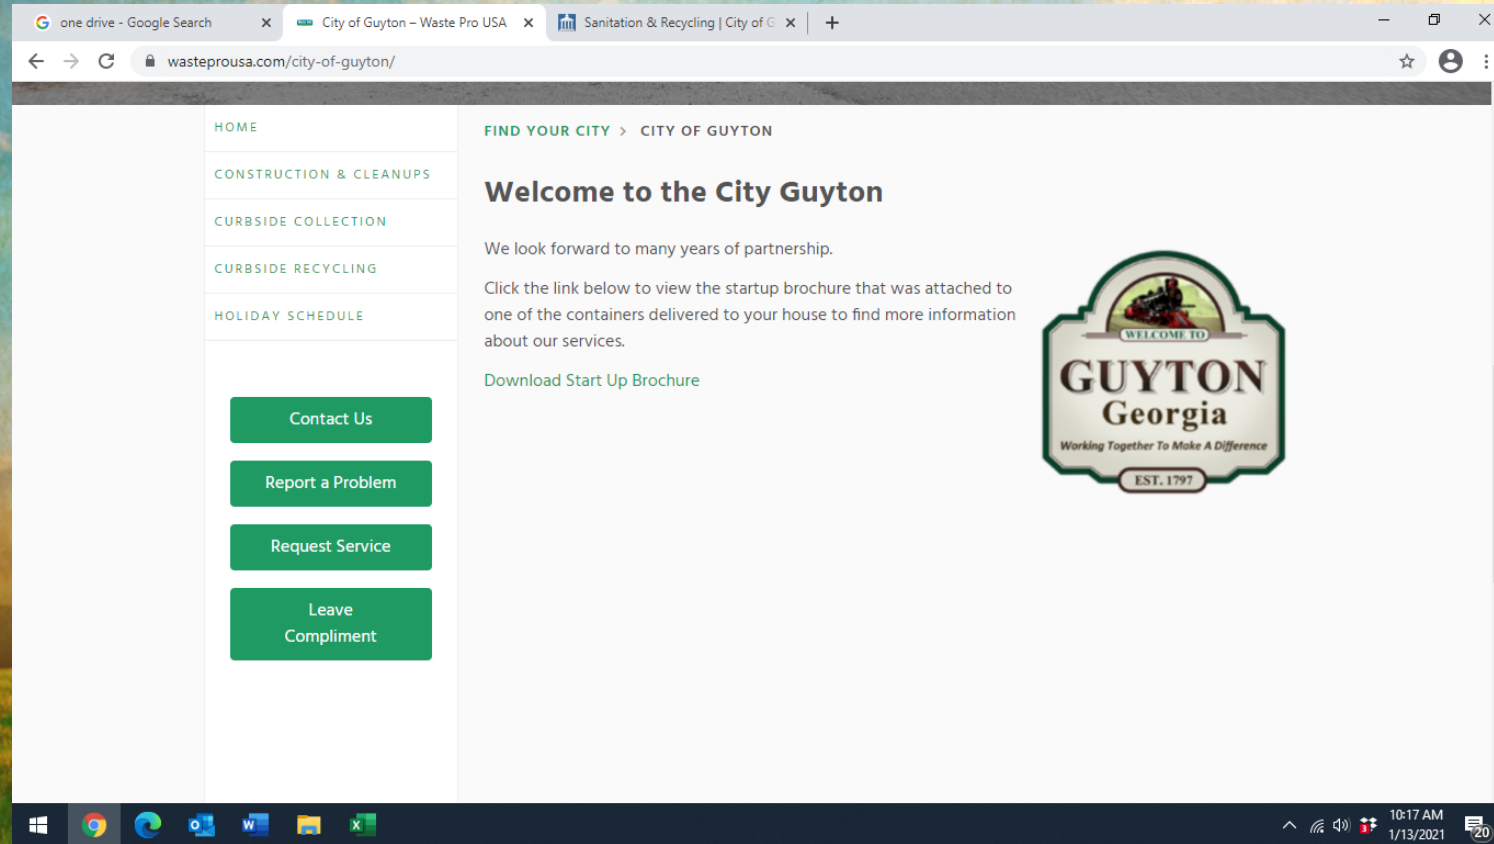 one drive - Google Search
City of Guyton – Waste Pro USA
Sanitation & Recycling | City of G
wasteprousa.com/city-of-guyton/
HOME
CONSTRUCTION & CLEANUPS
CURBSIDE COLLECTION
CURBSIDE RECYCLING
HOLIDAY SCHEDULE
Contact Us
Report a Problem
Request Service
Leave
Compliment
FIND YOUR CITY > CITY OF GUYTON
Welcome to the City Guyton
We look forward to many years of partnership.
Click the link below to view the startup brochure that was attached to
one of the containers delivered to your house to find more information
about our services.
Download Start Up Brochure
WELCOME TO
GUYTON
Georgia
Working Together To Make A Difference
EST. 1797
10:17 AM
1/13/2021
3
20